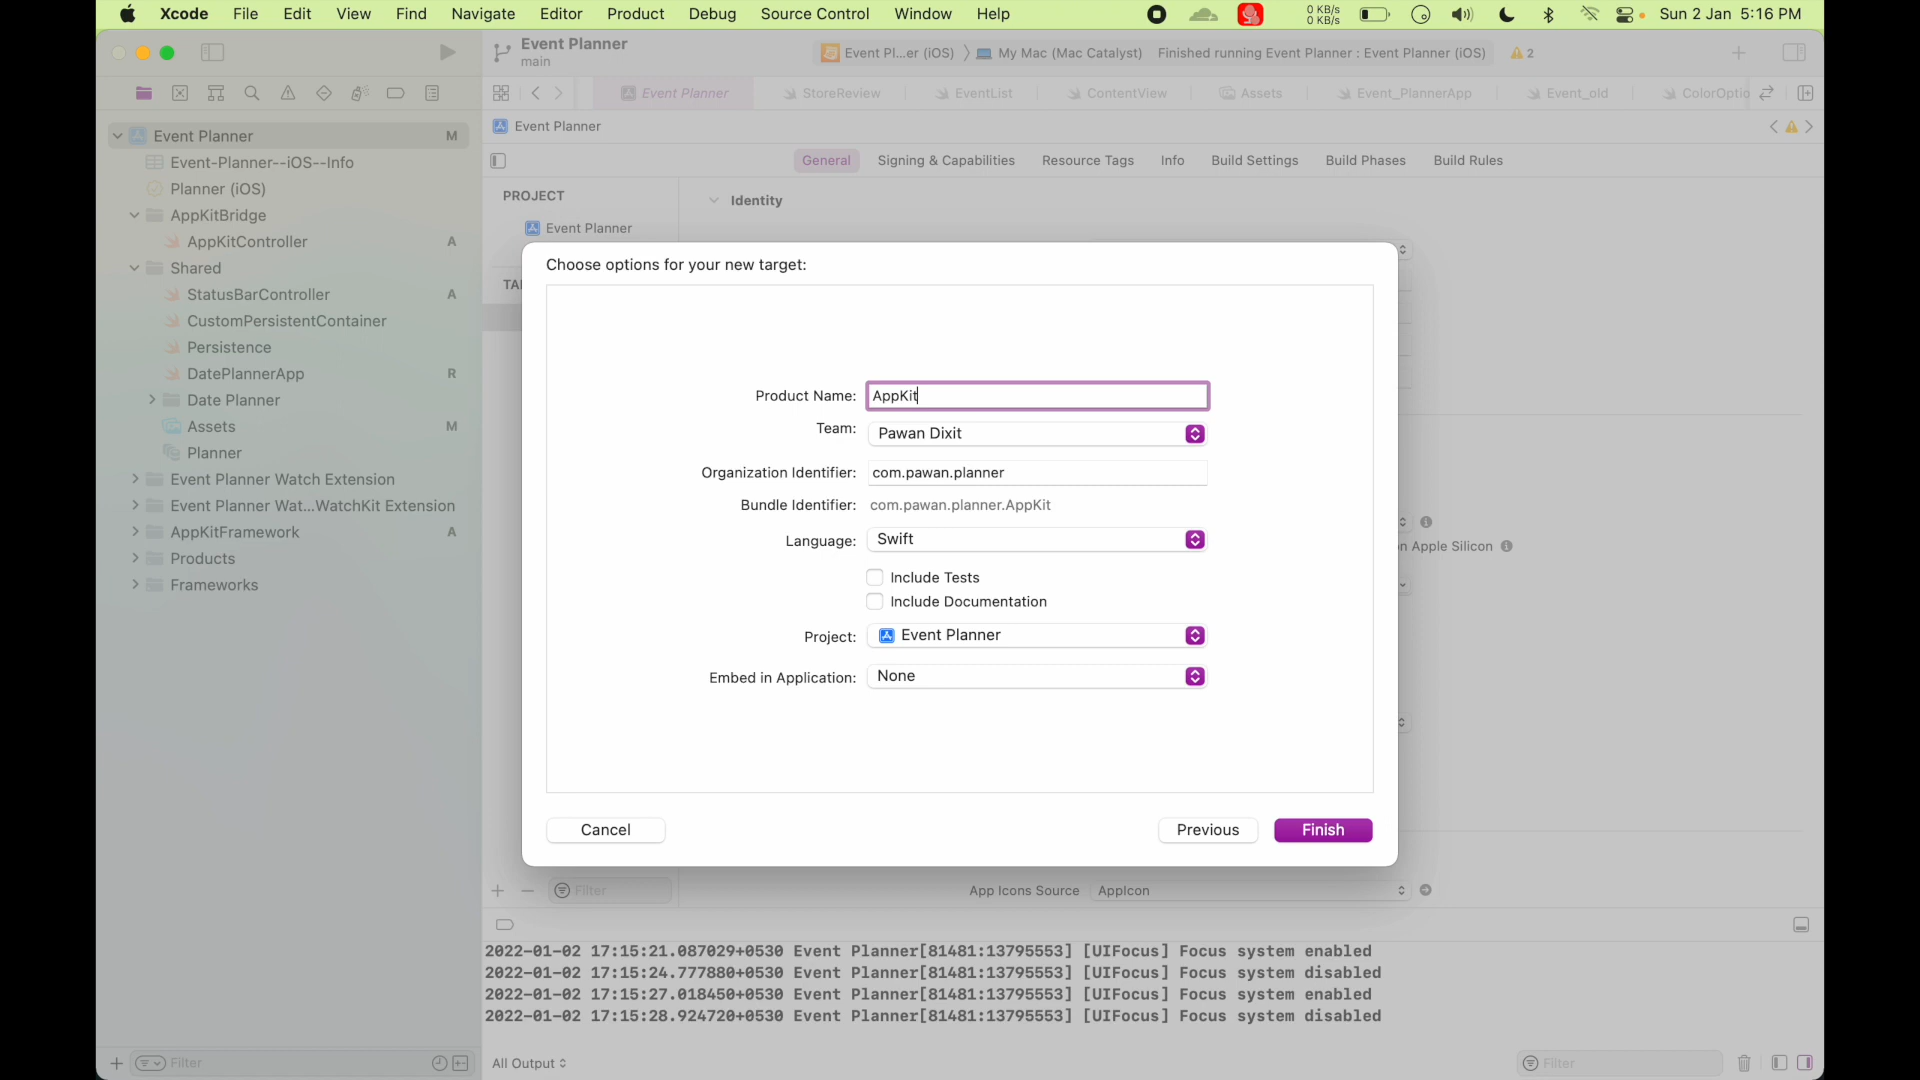 Xcode File Edit View Find Navigate Editor Product Debug Source Control Window Help 0 KB/s 0 KB/s Sun 2 Jan 5:16 PM
Event Planner
main
Event Pl...er (iOS) My Mac (Mac Catalyst) Finished running Event Planner : Event Planner (iOS) 2
Event Planner StoreReview EventList ContentView Assets Event_PlannerApp Event_old ColorOptio
Event Planner M
Event Planner
Event-Planner--iOS--Info
General Signing & Capabilities Resource Tags Info Build Settings Build Phases Build Rules
Planner (iOS)
PROJECT
Identity
AppKitBridge
Event Planner
AppKitController A
Shared
StatusBarController A
CustomPersistentContainer
Persistence
DatePlannerApp R
Date Planner
Assets M
Planner
Event Planner Watch Extension
Event Planner Wat...WatchKit Extension
AppKitFramework A
Products
Frameworks
TA
Choose options for your new target:
Product Name: AppKit
Team: Pawan Dixit
Organization Identifier: com.pawan.planner
Bundle Identifier: com.pawan.planner.AppKit
Language: Swift
Include Tests
Include Documentation
Project: Event Planner
Embed in Application: None
Cancel Previous Finish
n Apple Silicon
Filter
App Icons Source AppIcon
2022-01-02 17:15:21.087029+0530 Event Planner[81481:13795553] [UIFocus] Focus system enabled
2022-01-02 17:15:24.777880+0530 Event Planner[81481:13795553] [UIFocus] Focus system disabled
2022-01-02 17:15:27.018450+0530 Event Planner[81481:13795553] [UIFocus] Focus system enabled
2022-01-02 17:15:28.924720+0530 Event Planner[81481:13795553] [UIFocus] Focus system disabled
Filter
All Output
Filter